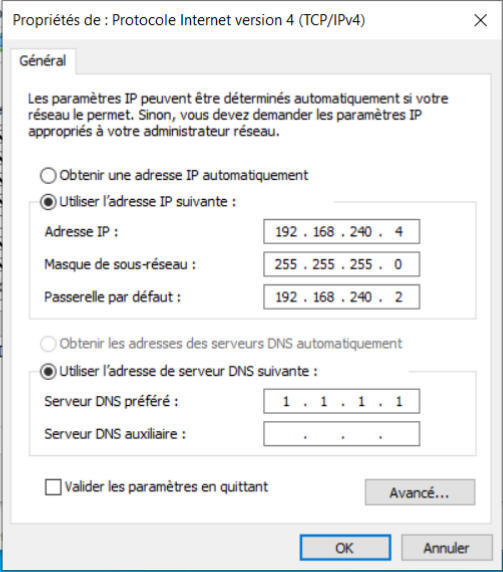 Propriétés de : Protocole Internet version 4 (TCP/IPv4)
Général
Les paramètres IP peuvent être déterminés automatiquement si votre
réseau le permet. Sinon, vous devez demander les paramètres IP
appropriés à votre administrateur réseau.
Obtenir une adresse IP automatiquement
Utiliser l'adresse IP suivante :
Adresse IP : 192 . 168 . 240 . 4
Masque de sous-réseau : 255 . 255 . 255 . 0
Passerelle par défaut : 192 . 168 . 240 . 2
Obtenir les adresses des serveurs DNS automatiquement
Utiliser l'adresse de serveur DNS suivante :
Serveur DNS préféré : 1 . 1 . 1 . 1
Serveur DNS auxiliaire : . . .
Valider les paramètres en quittant
Avancé...
OK Annuler